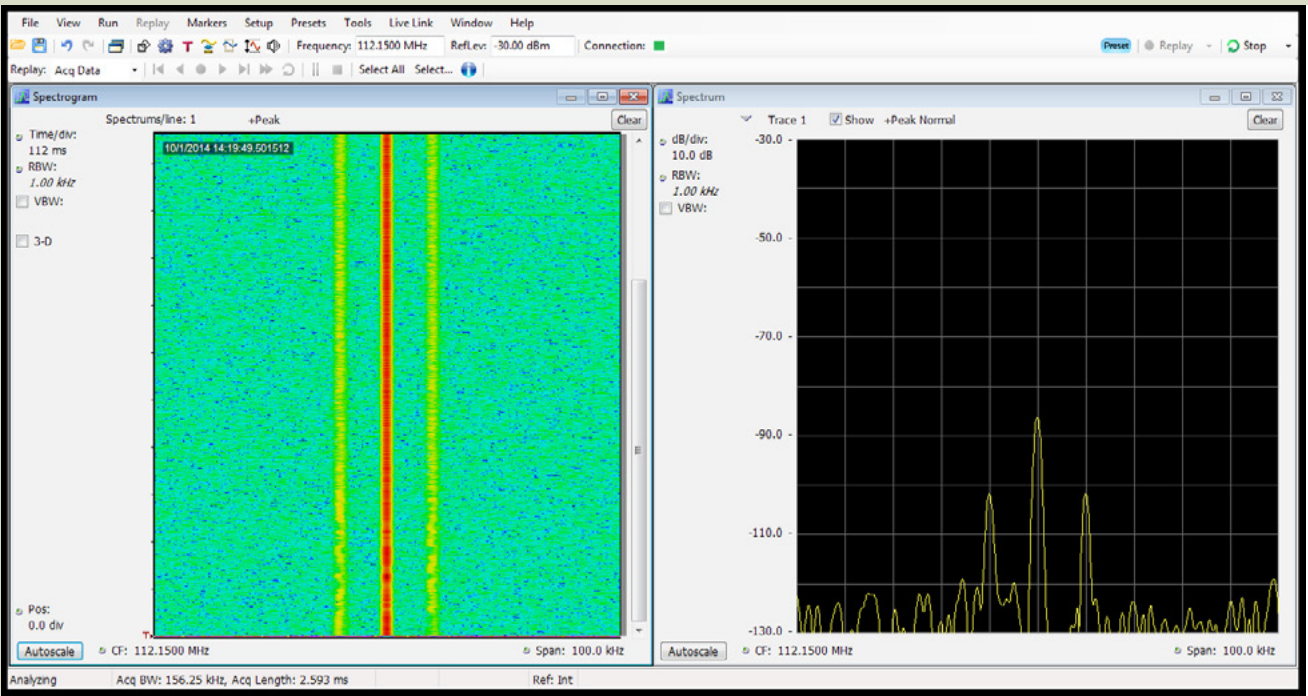 File View Run Replay Markers Setup Presets Tools Live Link Window Help
T Frequency: 112.1500 MHz RefLev: -30.00 dBm Connection: Preset Replay Stop
Replay: Acq Data Select All Select...
Spectrogram
Spectrums/line: 1 +Peak Clear
Time/div:
112 ms
RBW:
1.00 kHz
VBW:
3-D
10/1/2014 14:19:49.501512
Pos:
0.0 div
T
Autoscale CF: 112.1500 MHz Span: 100.0 kHz
Spectrum
Trace 1 Show +Peak Normal Clear
dB/div:
10.0 dB
RBW:
1.00 kHz
VBW:
-30.0
-50.0
-70.0
-90.0
-110.0
-130.0
Autoscale CF: 112.1500 MHz Span: 100.0 kHz
Analyzing Acq BW: 156.25 kHz, Acq Length: 2.593 ms Ref: Int